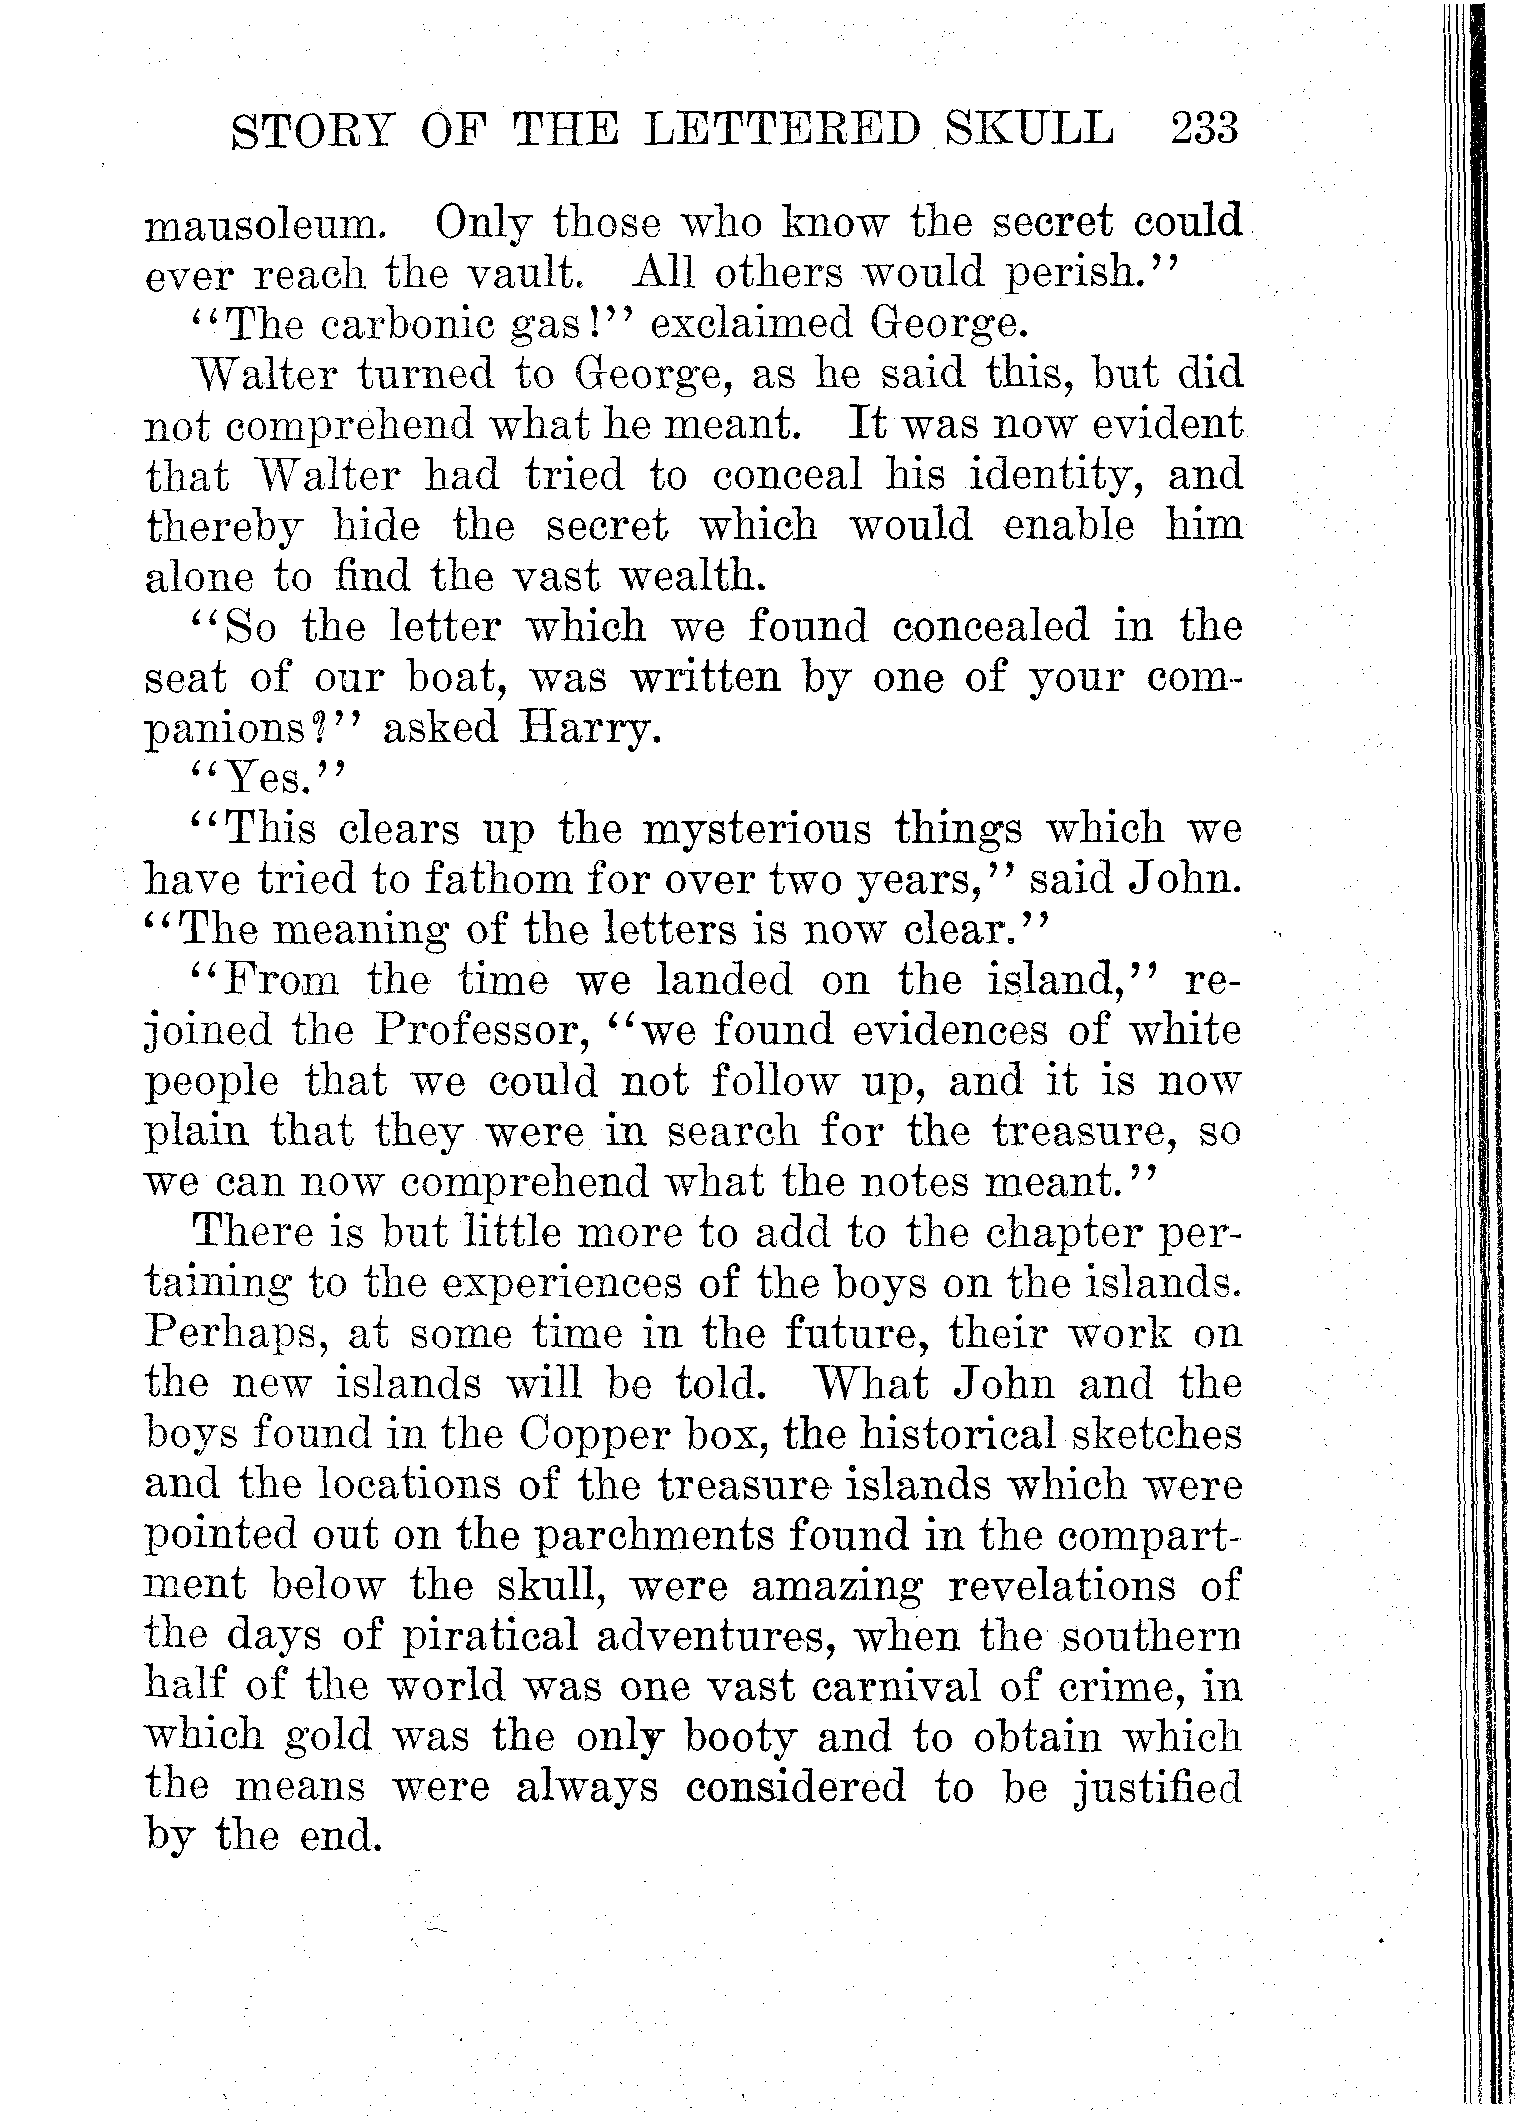 STORY OF THE LETTERED SKULL 233
mausoleum. Only those who know the secret could
ever reach the vault. All others would perish."
"The carbonic gas!" exclaimed George.
Walter turned to George, as he said this, but did
not comprehend what he meant. It was now evident
that Walter had tried to conceal his identity, and
thereby hide the secret which would enable him
alone to find the vast wealth.
"So the letter which we found concealed in the
seat of our boat, was written by one of your com-
panions?" asked Harry.
"Yes."
"This clears up the mysterious things which we
have tried to fathom for over two years," said John.
"The meaning of the letters is now clear."
"From the time we landed on the island," re-
joined the Professor, "we found evidences of white
people that we could not follow up, and it is now
plain that they were in search for the treasure, so
we can now comprehend what the notes meant."
There is but little more to add to the chapter per-
taining to the experiences of the boys on the islands.
Perhaps, at some time in the future, their work on
the new islands will be told. What John and the
boys found in the Copper box, the historical sketches
and the locations of the treasure islands which were
pointed out on the parchments found in the compart-
ment below the skull, were amazing revelations of
the days of piratical adventures, when the southern
half of the world was one vast carnival of crime, in
which gold was the only booty and to obtain which
the means were always considered to be justified
by the end.